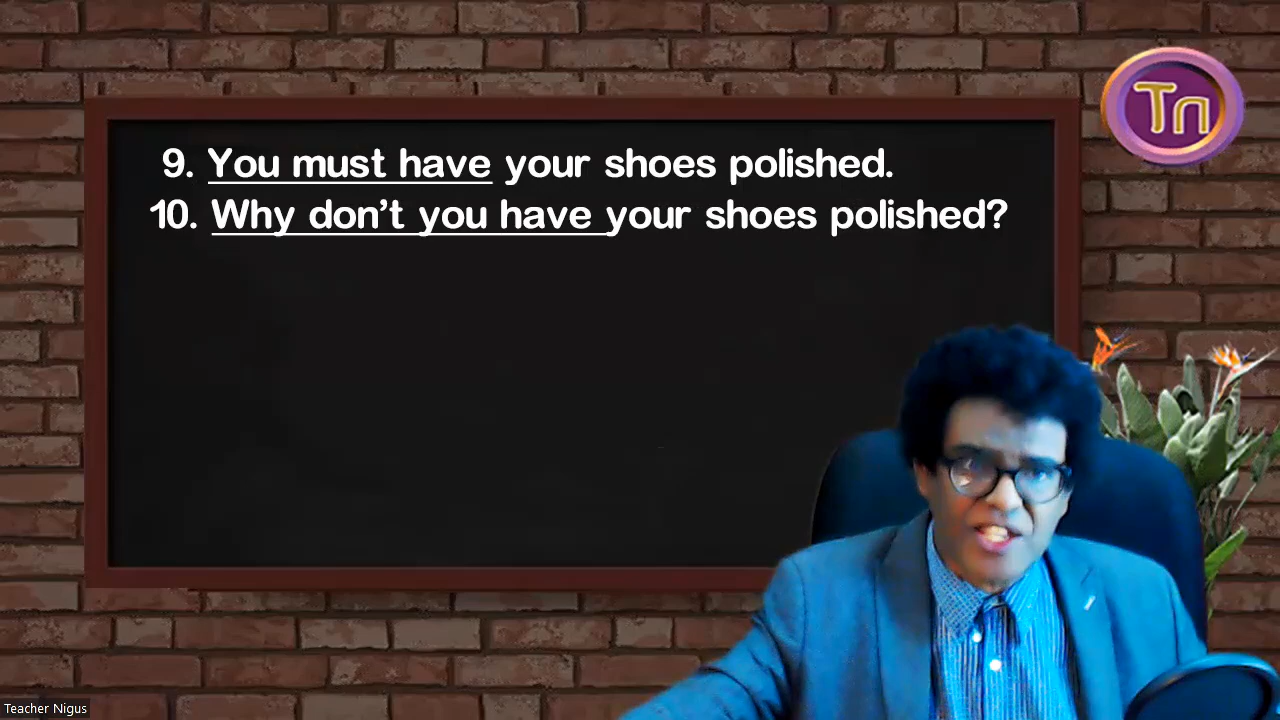 9. You must have your shoes polished.
10. Why don't you have your shoes polished?
Tn
Teacher Nigus